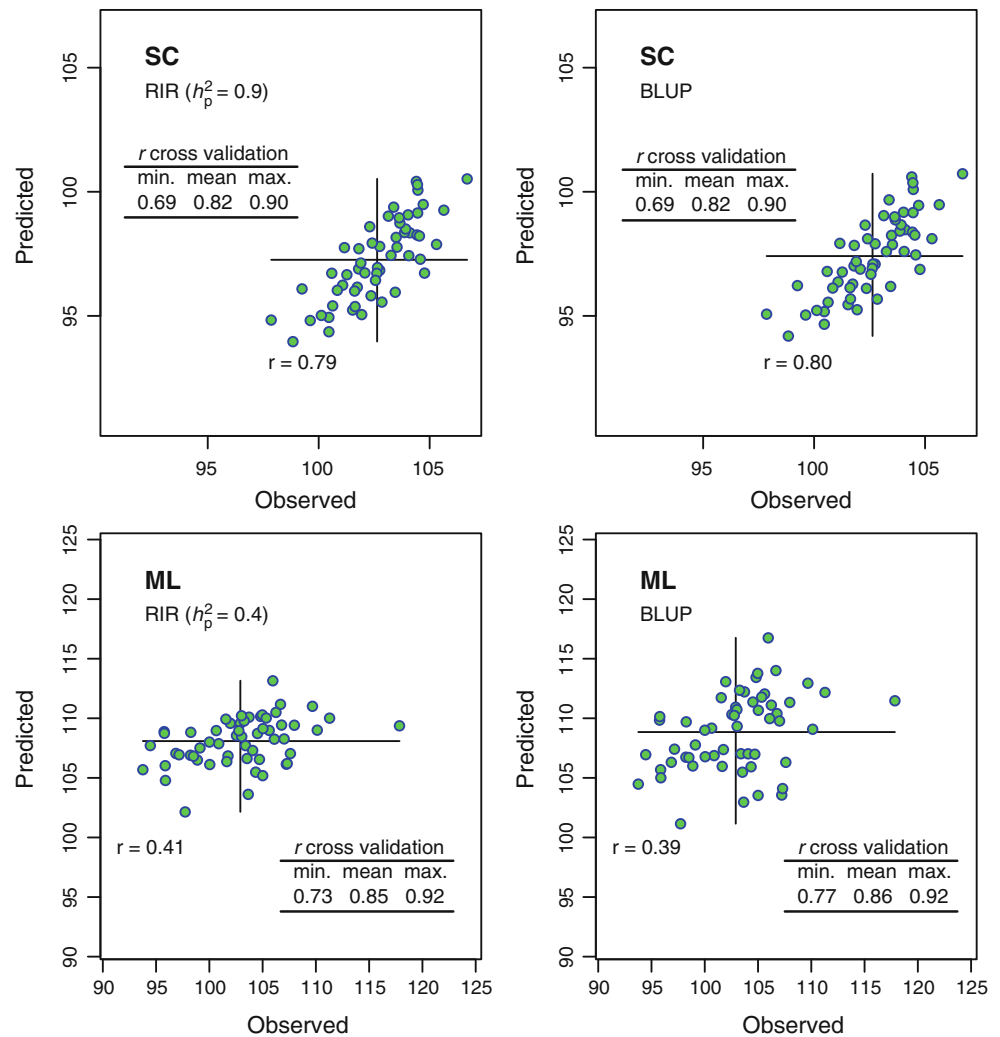 SC
RIR (h²p = 0.9)
r cross validation
min. mean max.
0.69 0.82 0.90
r = 0.79
Predicted
105
100
95
95 100 105
Observed
SC
BLUP
r cross validation
min. mean max.
0.69 0.82 0.90
r = 0.80
Predicted
105
100
95
95 100 105
Observed
ML
RIR (h²p = 0.4)
r = 0.41
r cross validation
min. mean max.
0.73 0.85 0.92
Predicted
125
120
115
110
105
100
95
90
90 95 100 105 110 115 120 125
Observed
ML
BLUP
r = 0.39
r cross validation
min. mean max.
0.77 0.86 0.92
Predicted
125
120
115
110
105
100
95
90
90 95 100 105 110 115 120 125
Observed